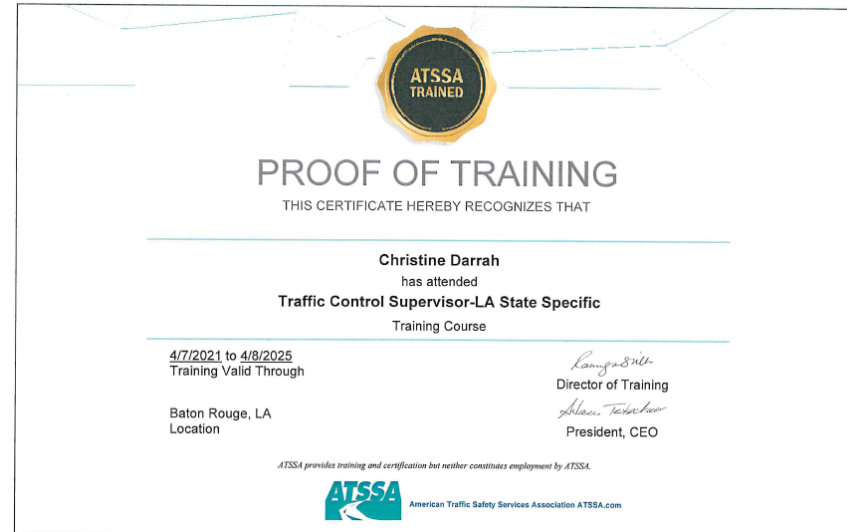 ATSSA
TRAINED
PROOF OF TRAINING
THIS CERTIFICATE HEREBY RECOGNIZES THAT
Christine Darrah
has attended
Traffic Control Supervisor-LA State Specific
Training Course
4/7/2021 to 4/8/2025
Training Valid Through
Director of Training
Baton Rouge, LA
Location
President, CEO
ATSSA provides training and certification but neither constitutes employment by ATSSA.
ATSSA
American Traffic Safety Services Association ATSSA.com